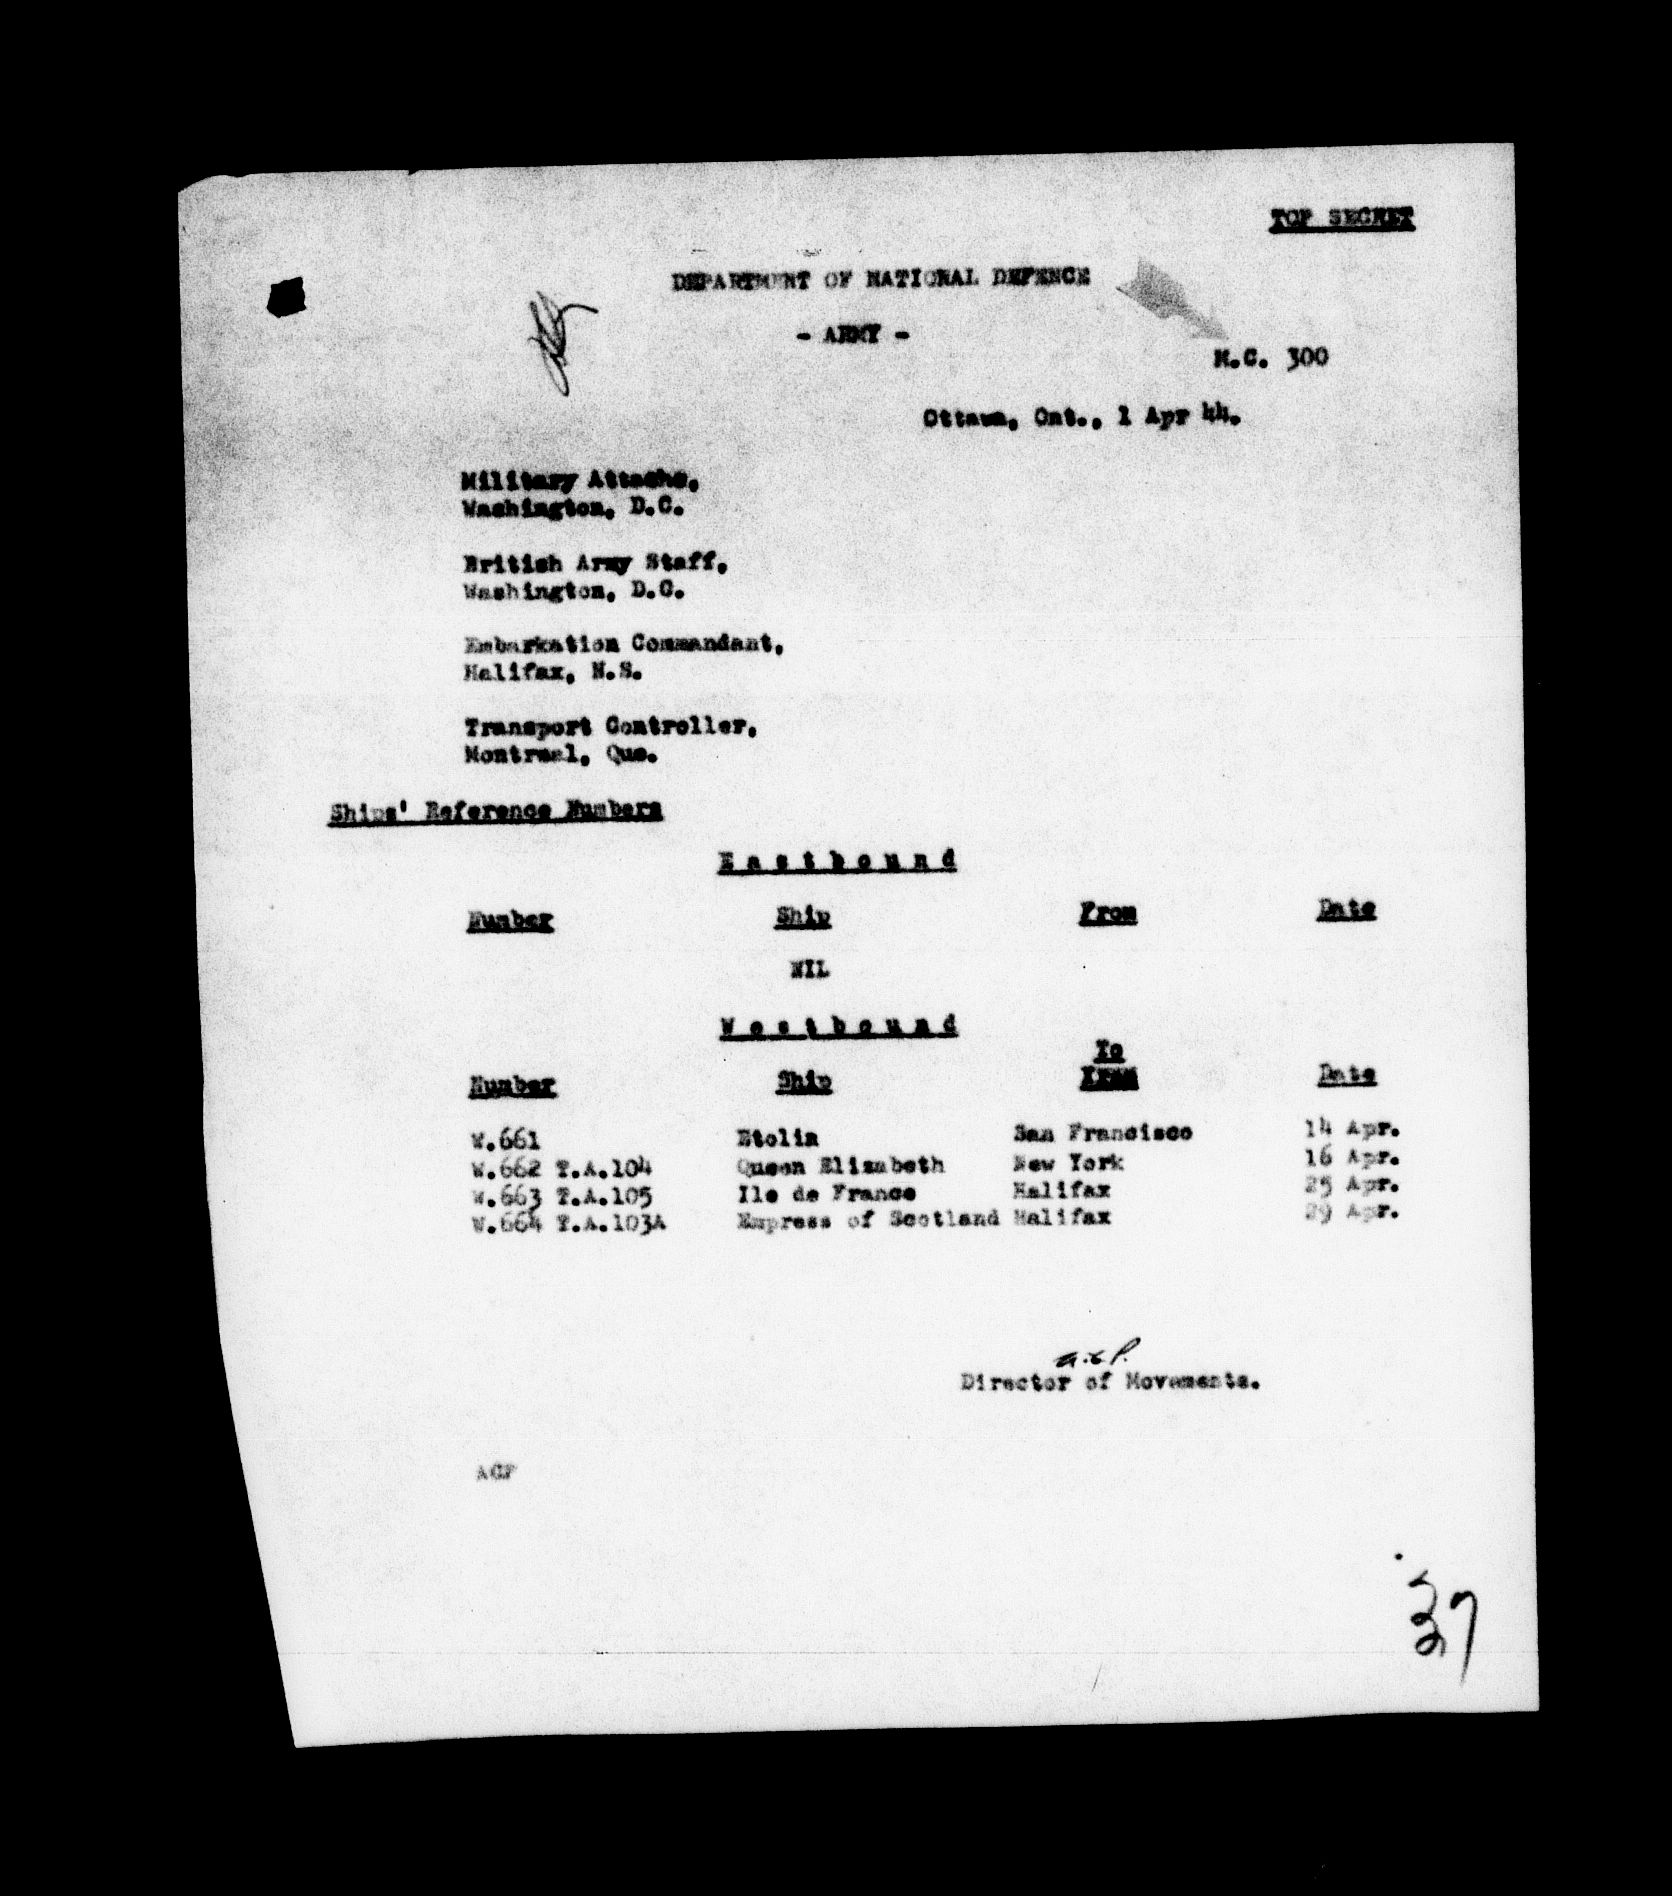 TOP SECRET
DEPARTMENT OF NATIONAL DEFENCE
- ARMY -
M.C. 300
Ottawa, Ont., 1 Apr 44.
Military Attache,
Washington, D.C.
British Army Staff,
Washington, D.C.
Embarkation Commandant,
Halifax, N.S.
Transport Controller,
Montreal, Que.
Ships' Reference Numbers
Eastbound
Number Ship From Date
NIL
Westbound
To
Number Ship From Date
W.661 Etolin San Francisco 14 Apr.
W.662 T.A.104 Queen Elizabeth New York 16 Apr.
W.663 T.A.105 Ile de France Halifax 25 Apr.
W.664 T.A.103A Empress of Scotland Halifax 29 Apr.
Director of Movements.
37